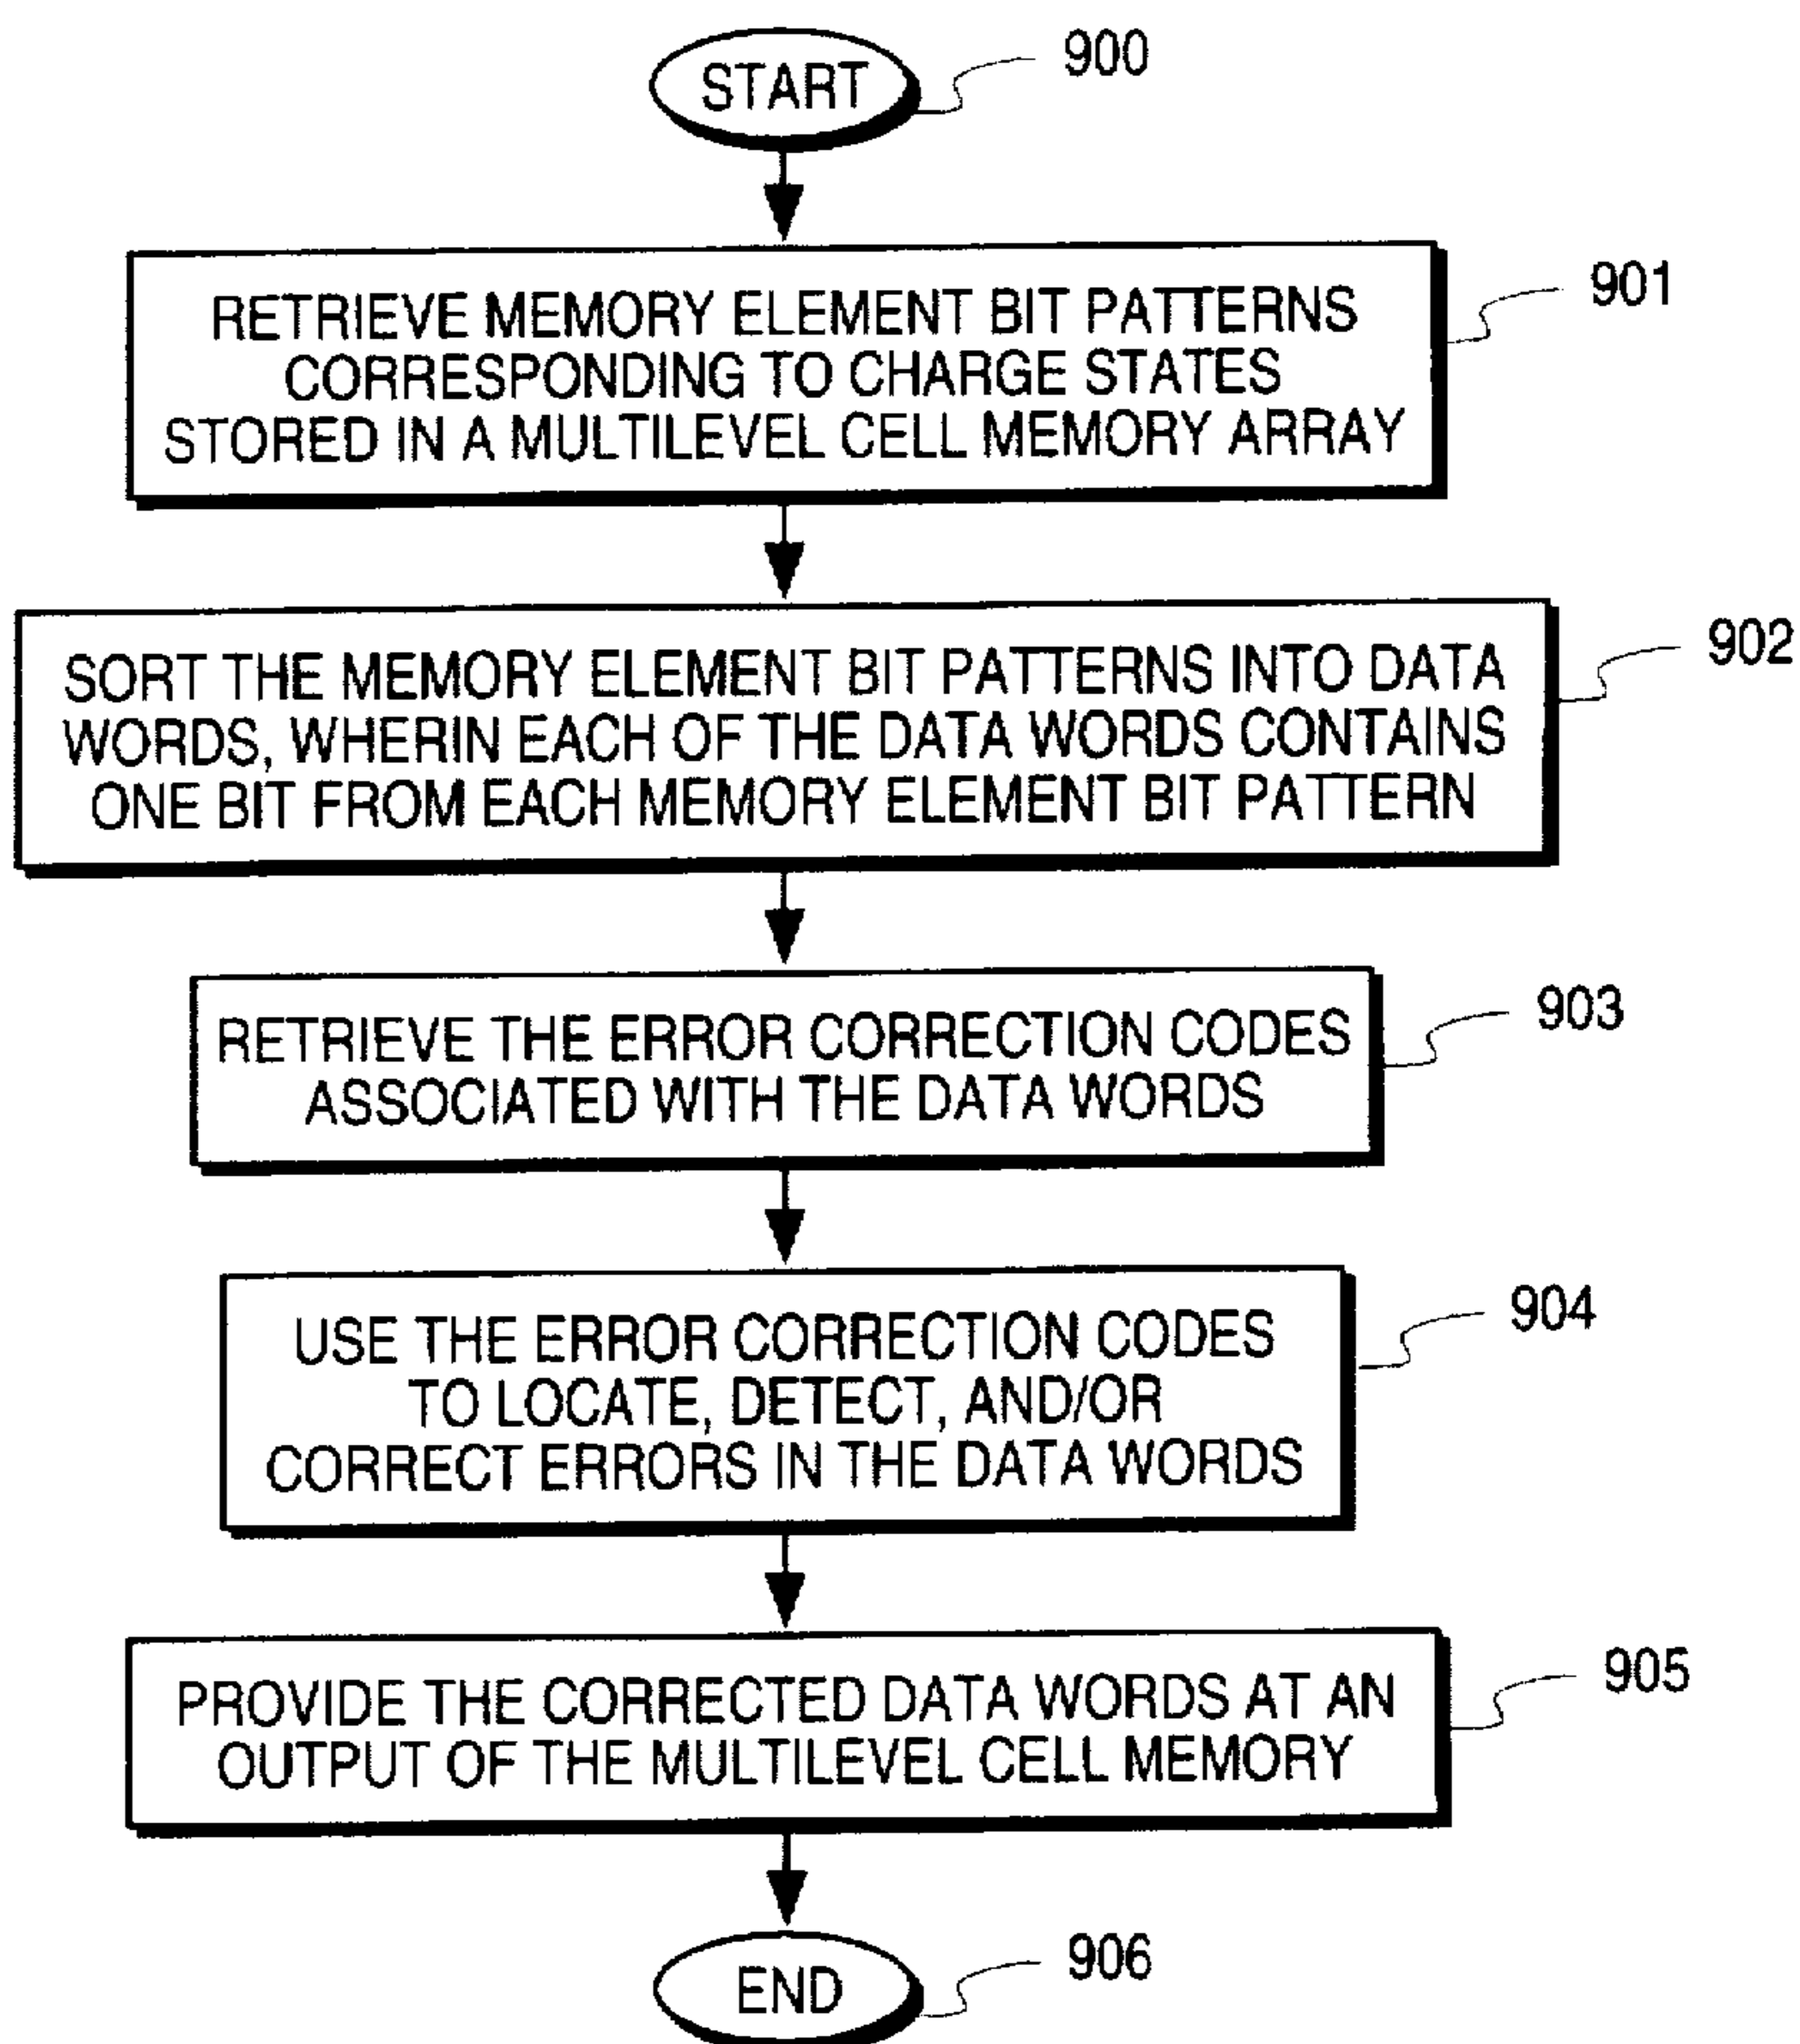 START
900
RETRIEVE MEMORY ELEMENT BIT PATTERNS
CORRESPONDING TO CHARGE STATES
STORED IN A MULTILEVEL CELL MEMORY ARRAY
901
SORT THE MEMORY ELEMENT BIT PATTERNS INTO DATA
WORDS, WHERIN EACH OF THE DATA WORDS CONTAINS
ONE BIT FROM EACH MEMORY ELEMENT BIT PATTERN
902
RETRIEVE THE ERROR CORRECTION CODES
ASSOCIATED WITH THE DATA WORDS
903
USE THE ERROR CORRECTION CODES
TO LOCATE, DETECT, AND/OR
CORRECT ERRORS IN THE DATA WORDS
904
PROVIDE THE CORRECTED DATA WORDS AT AN
OUTPUT OF THE MULTILEVEL CELL MEMORY
905
END
906